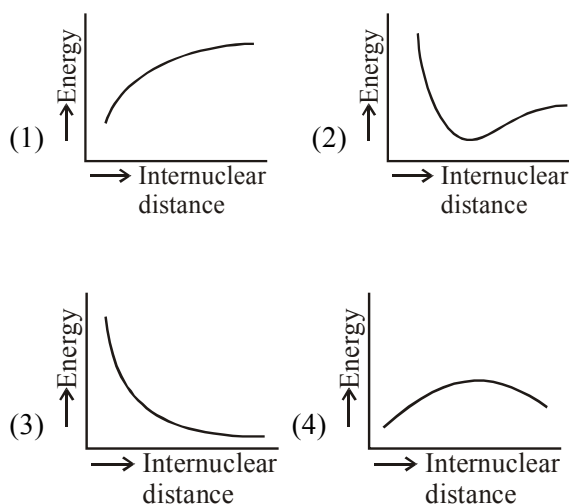 (1)
Energy
Internuclear
distance
(2)
Energy
Internuclear
distance
(3)
Energy
Internuclear
distance
(4)
Energy
Internuclear
distance